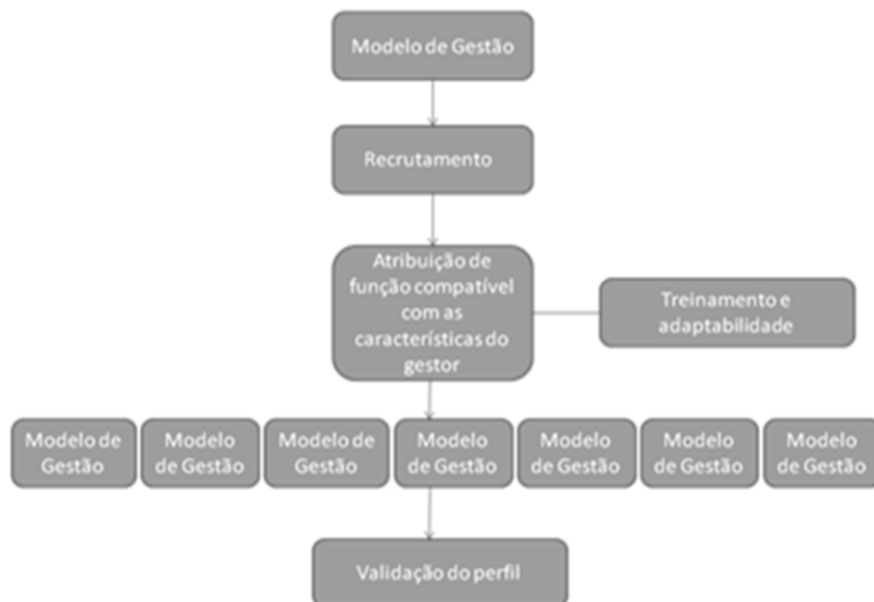 Modelo de Gestão
Recrutamento
Atribuição de
função compatível
com as
características do
gestor
Treinamento e
adaptabilidade
Modelo de
Gestão
Modelo
de Gestão
Modelo de
Gestão
Modelo
de Gestão
Modelo
de Gestão
Modelo
de Gestão
Modelo
de Gestão
Validação do perfil